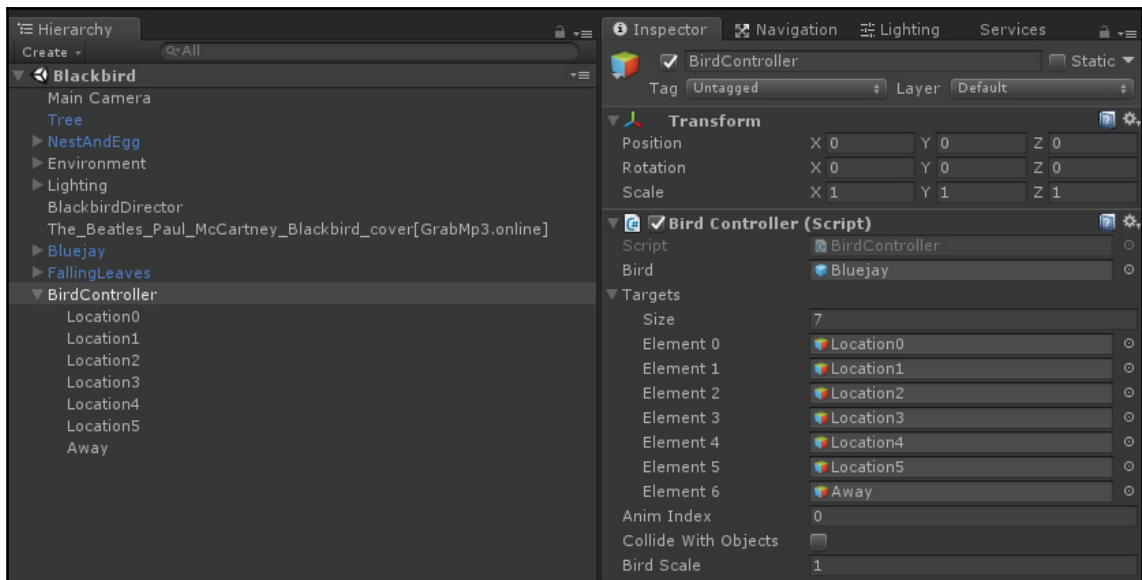 Hierarchy
Create
All
Blackbird
Main Camera
Tree
NestAndEgg
Environment
Lighting
BlackbirdDirector
The_Beatles_Paul_McCartney_Blackbird_cover[GrabMp3.online]
Bluejay
FallingLeaves
BirdController
Location0
Location1
Location2
Location3
Location4
Location5
Away
Inspector Navigation Lighting Services
BirdController Static
Tag Untagged Layer Default
Transform
Position X 0 Y 0 Z 0
Rotation X 0 Y 0 Z 0
Scale X 1 Y 1 Z 1
Bird Controller (Script)
Script BirdController
Bird Bluejay
Targets
Size 7
Element 0 Location0
Element 1 Location1
Element 2 Location2
Element 3 Location3
Element 4 Location4
Element 5 Location5
Element 6 Away
Anim Index 0
Collide With Objects
Bird Scale 1